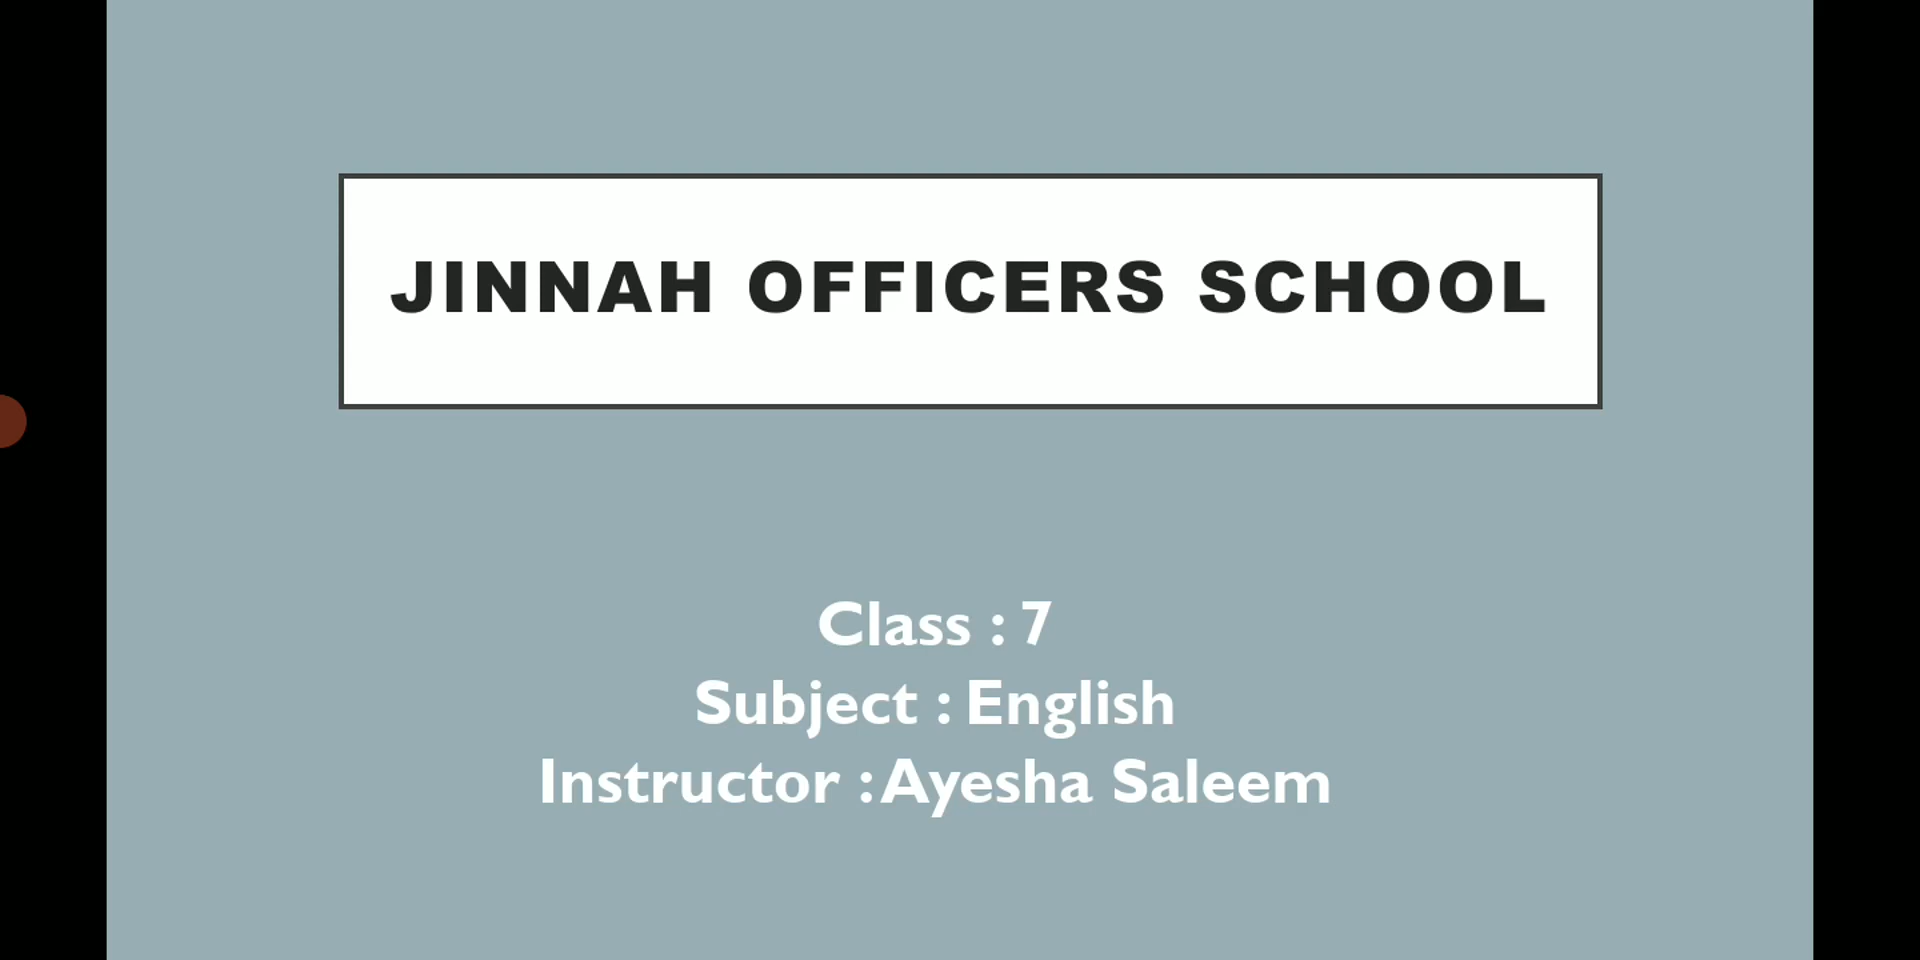 JINNAH OFFICERS SCHOOL
Class : 7
Subject : English
Instructor : Ayesha Saleem